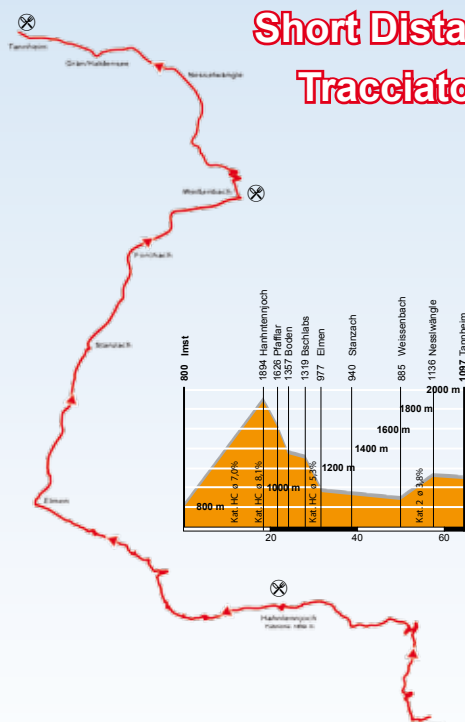 Short Dista
Tracciato
Tannheim
Grän/Haldensee
Nesselwängle
Weißenbach
Forchach
Stanzach
Elmen
Hahntennjoch
800 Imst
1894 Hanhntennjoch
1626 Pfafflar
1357 Boden
1319 Bschlabs
977 Elmen
940 Stanzach
885 Weissenbach
1136 Nesslwängle
1097 Tannheim
2000 m
1800 m
1600 m
1400 m
1200 m
1000 m
800 m
Kat. HC ø 7,0%
Kat. HC ø 8,1%
Kat. HC ø 5,3%
Kat. 2 ø 3,8%
20
40
60